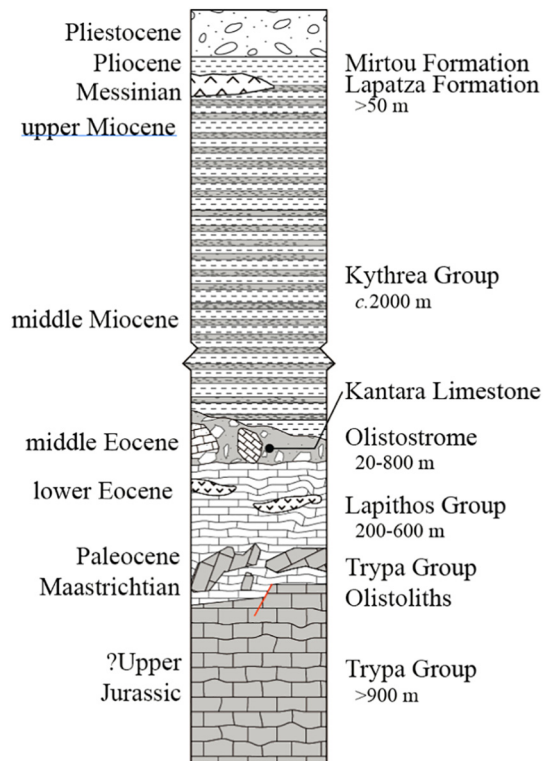 Pliestocene
Pliocene
Messinian
upper Miocene
middle Miocene
middle Eocene
lower Eocene
Paleocene
Maastrichtian
?Upper
Jurassic
Mirtou Formation
Lapatza Formation
>50 m
Kythrea Group
c.2000 m
Kantara Limestone
Olistostrome
20-800 m
Lapithos Group
200-600 m
Trypa Group
Olistoliths
Trypa Group
>900 m